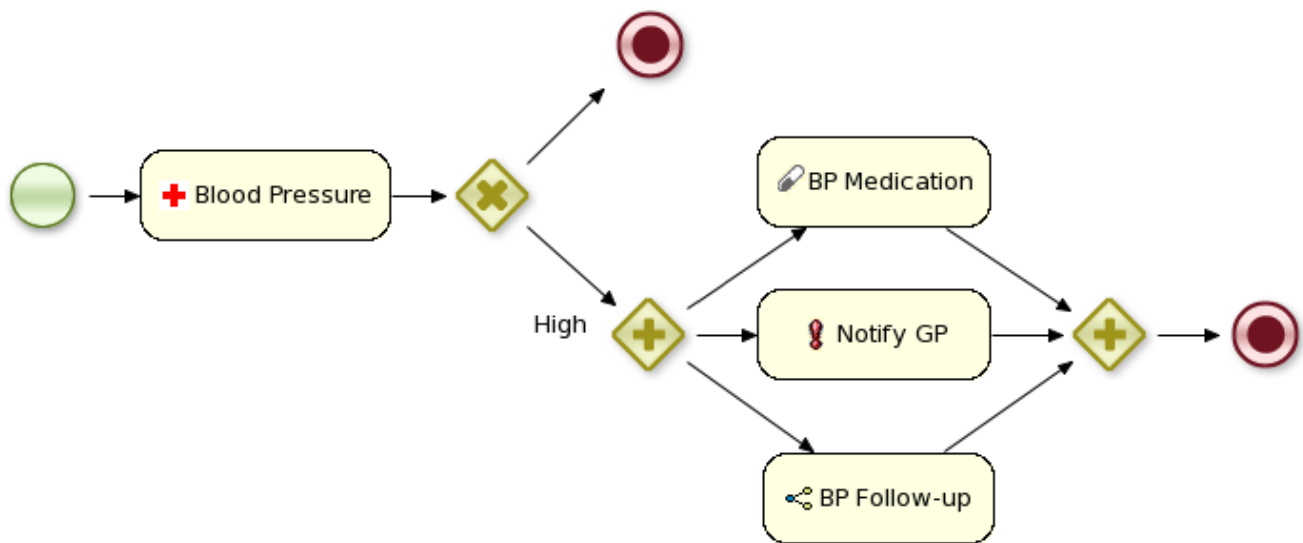 Blood Pressure
BP Medication
High
Notify GP
BP Follow-up